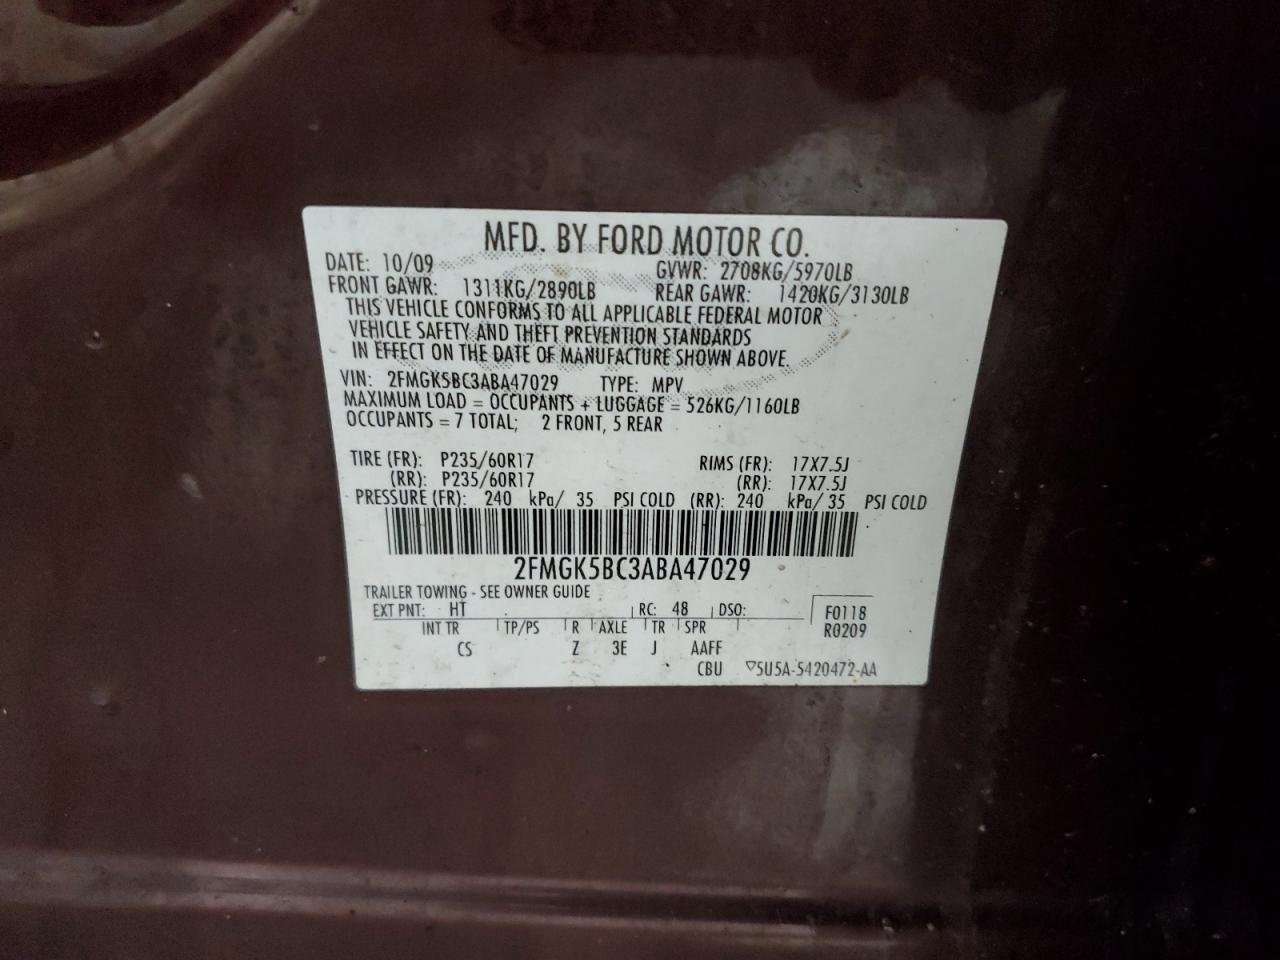 MFD. BY FORD MOTOR CO.
DATE: 10/09 GVWR: 2708KG/5970LB
FRONT GAWR: 1311KG/2890LB REAR GAWR: 1420KG/3130LB
THIS VEHICLE CONFORMS TO ALL APPLICABLE FEDERAL MOTOR
VEHICLE SAFETY AND THEFT PREVENTION STANDARDS
IN EFFECT ON THE DATE OF MANUFACTURE SHOWN ABOVE.
VIN: 2FMGK5BC3ABA47029 TYPE: MPV
MAXIMUM LOAD = OCCUPANTS + LUGGAGE = 526KG/1160LB
OCCUPANTS = 7 TOTAL; 2 FRONT, 5 REAR
TIRE (FR): P235/60R17 RIMS (FR): 17X7.5J
(RR): P235/60R17 (RR): 17X7.5J
PRESSURE (FR): 240 kPa/ 35 PSI COLD (RR): 240 kPa/ 35 PSI COLD
2FMGK5BC3ABA47029
TRAILER TOWING - SEE OWNER GUIDE
EXT PNT: HT RC: 48 DSO: F0118
INT TR TP/PS R AXLE TR SPR R0209
CS Z 3E J AAFF
CBU ▽5U5A-5420472-AA